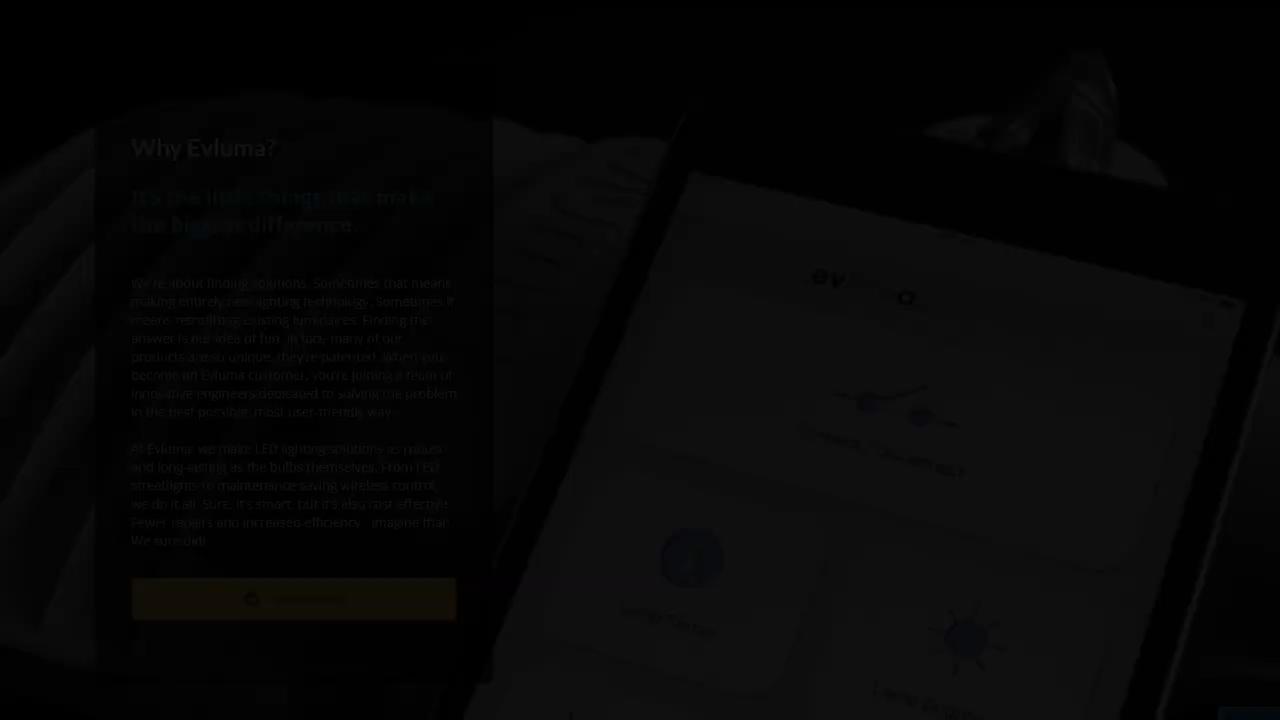 Why Evluma?
It's the little things that make
the biggest difference.
We're about finding solutions. Sometimes that means
making entirely new lighting technology. Sometimes it
means retrofitting existing luminaires. Finding the
answer is our idea of fun. In fact, many of our
products are so unique, they're patented. When you
become an Evluma customer, you're joining a team of
innovative engineers dedicated to solving the problem
in the best possible, most user-friendly way.
At Evluma, we make LED lighting solutions as robust
and long-lasting as the bulbs themselves. From LED
streetlights to maintenance-saving wireless control,
we do it all. Sure, it's smart, but it's also cost effective.
Fewer repairs and increased efficiency - imagine that.
We sure did!
ev a